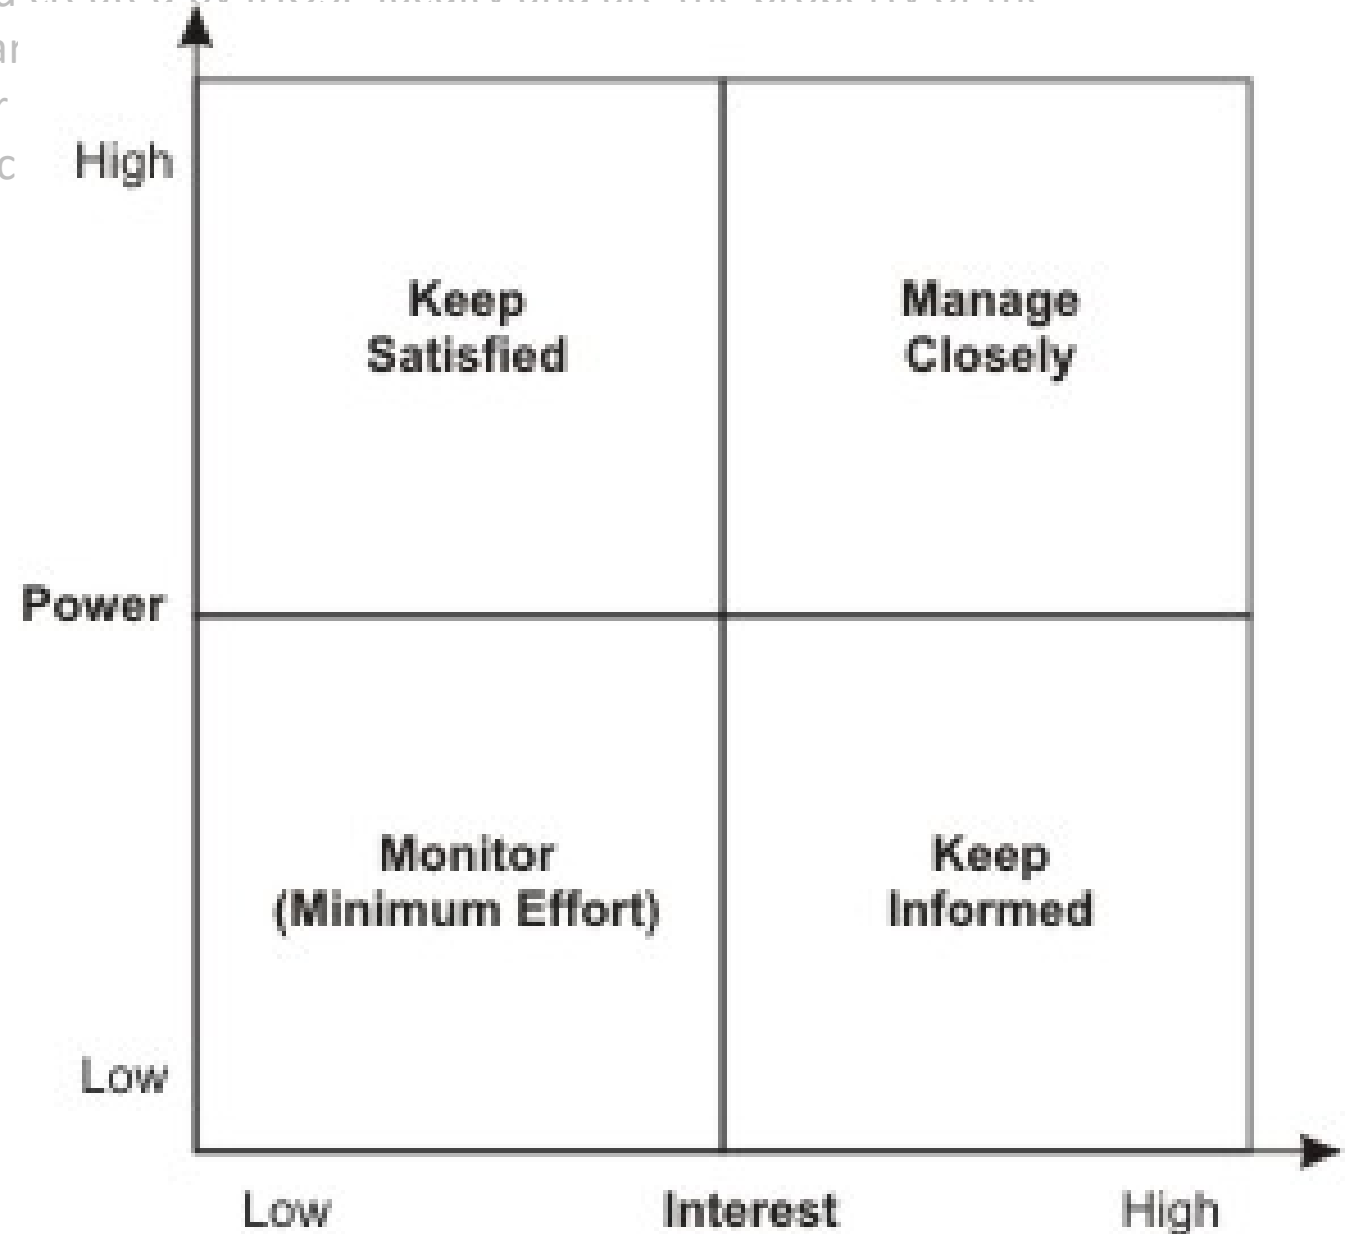 High
Keep
Satisfied
Manage
Closely
Power
Monitor
(Minimum Effort)
Keep
Informed
Low
Low
Interest
High